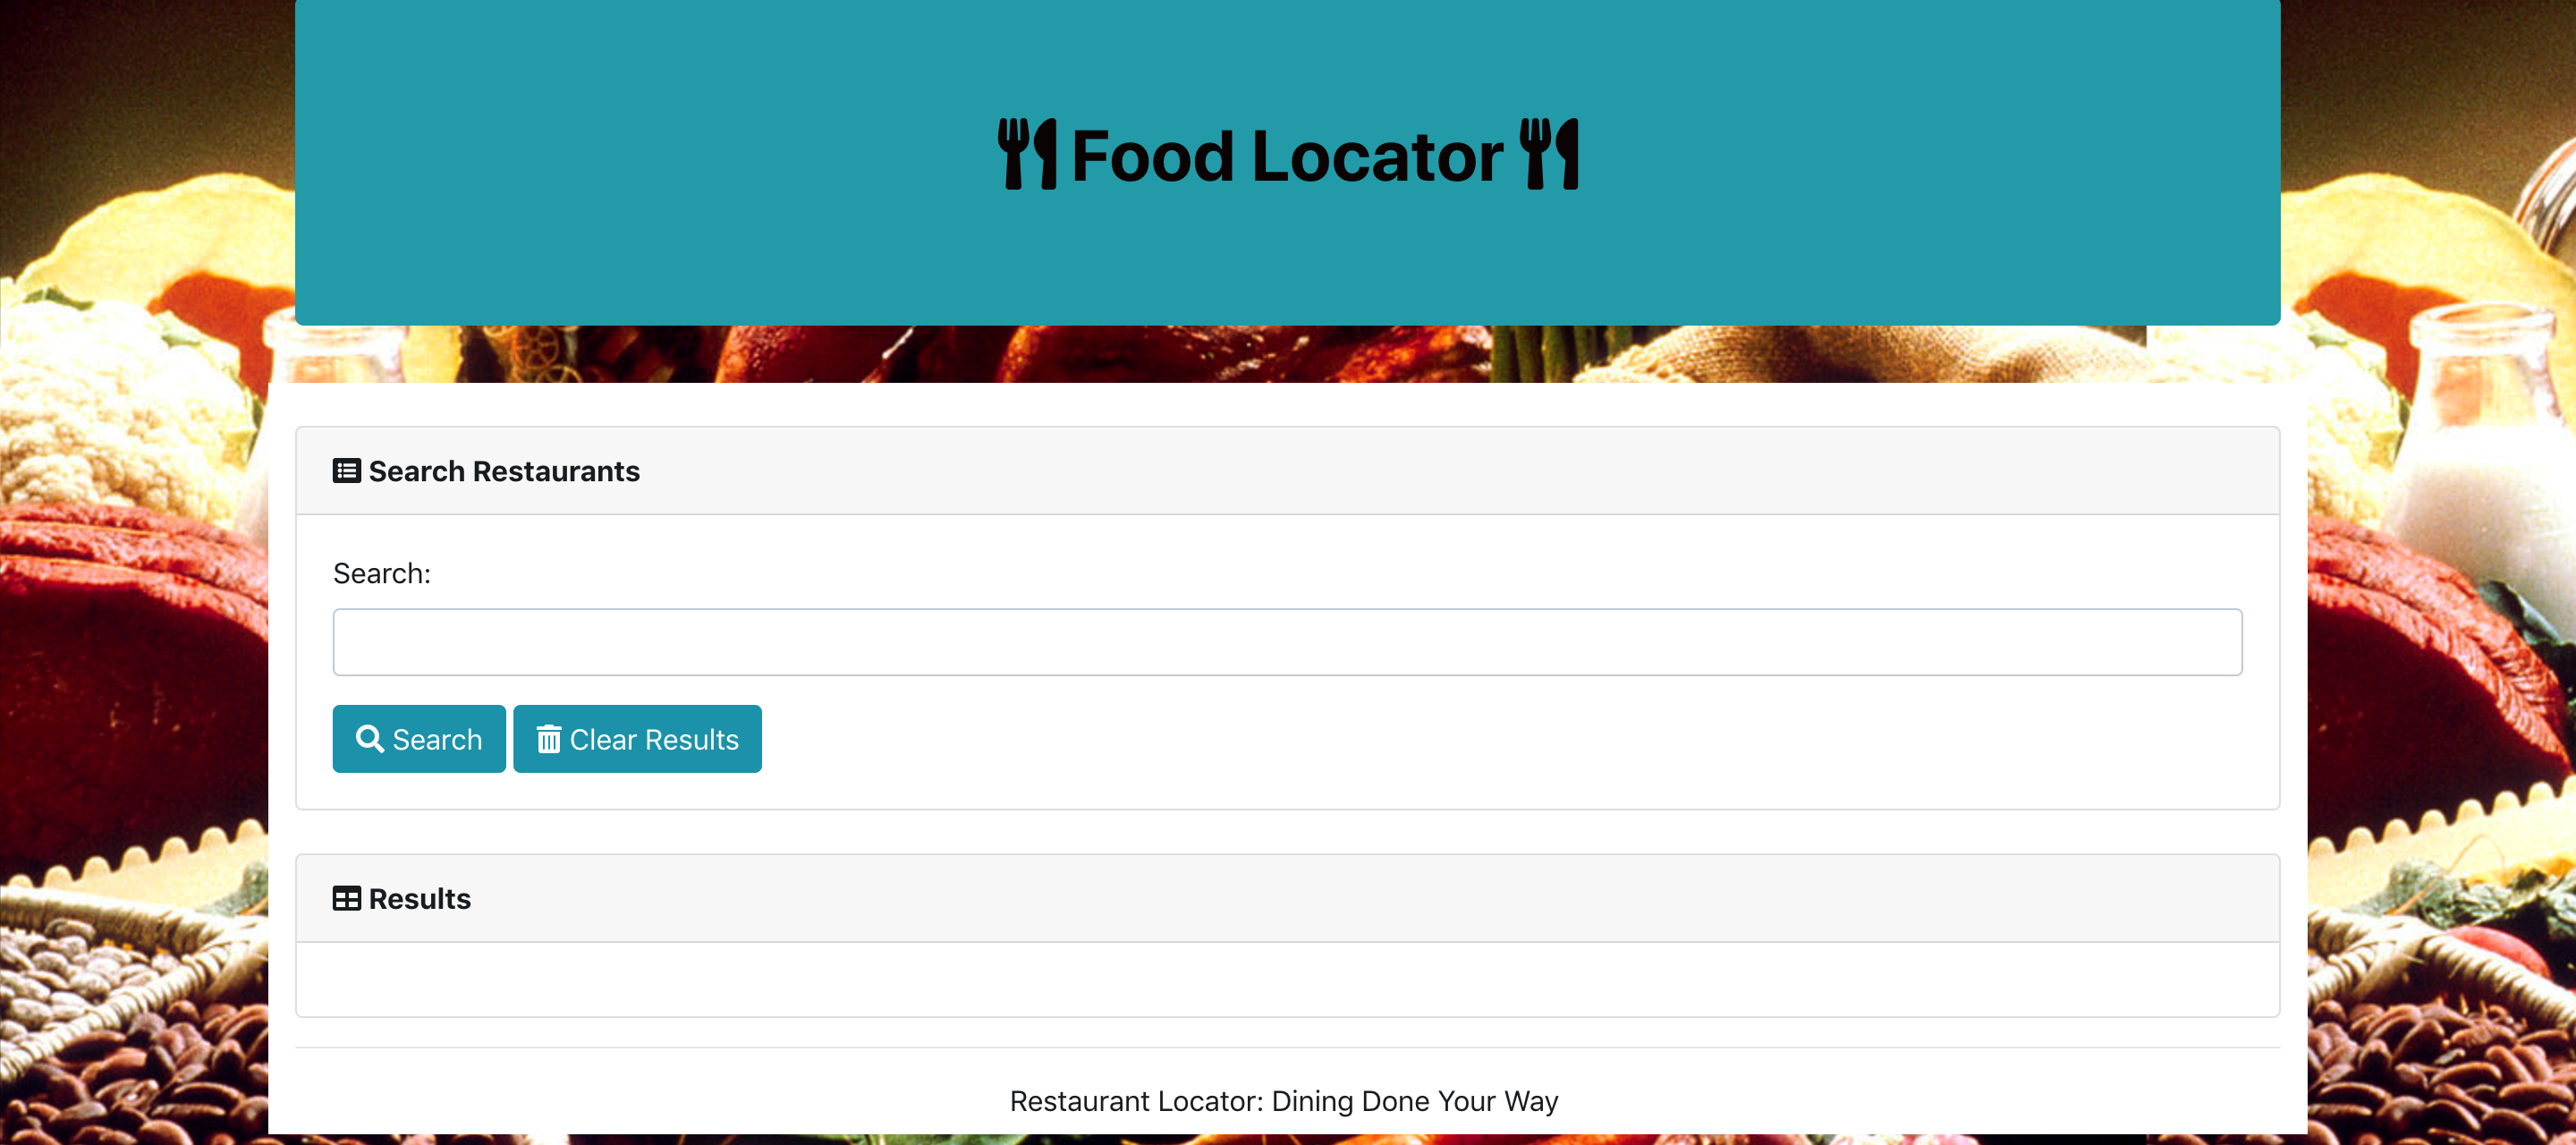 Food Locator
Search Restaurants
Search:
Search Clear Results
Results
Restaurant Locator: Dining Done Your Way